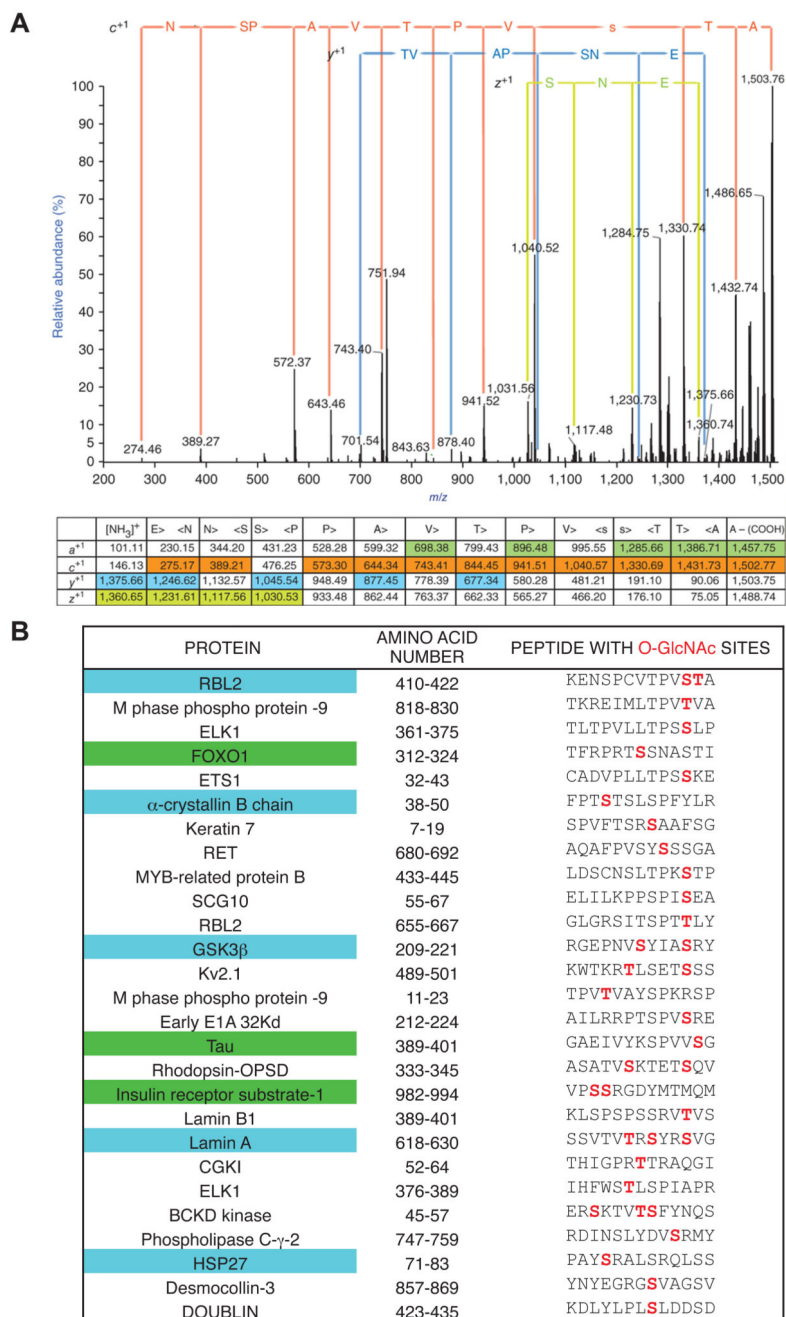 A
c+1 N SP A V T P V s T A
y+1 TV AP SN E
z+1 S N E
Relative abundance (%)
100
90
80
70
60
50
40
30
20
10
5
0
1,503.76
1,486.65
1,284.75
1,330.74
1,040.52
751.94
1,432.74
743.40
572.37
643.46
941.52
1,031.56
1,230.73
1,375.66
1,360.74
1,117.48
274.46
389.27
701.54
843.63
878.40
200 300 400 500 600 700 800 900 1,000 1,100 1,200 1,300 1,400 1,500
m/z
[NH3]+ E> <N N> <S S> <P P> A> V> T> P> V> <s s> <T T> <A A – (COOH)
a+1 101.11 230.15 344.20 431.23 528.28 599.32 698.38 799.43 896.48 995.55 1,285.66 1,386.71 1,457.75
c+1 146.13 275.17 389.21 476.25 573.30 644.34 743.41 844.45 941.51 1,040.57 1,330.69 1,431.73 1,502.77
y+1 1,375.66 1,246.62 1,132.57 1,045.54 948.49 877.45 778.39 677.34 580.28 481.21 191.10 90.06 1,503.75
z+1 1,360.65 1,231.61 1,117.56 1,030.53 933.48 862.44 763.37 662.33 565.27 466.20 176.10 75.05 1,488.74
B
PROTEIN AMINO ACID NUMBER PEPTIDE WITH O-GlcNAc SITES
RBL2 410-422 KENSPCVTPVSTA
M phase phospho protein -9 818-830 TKREIMLTPVTVA
ELK1 361-375 TLTPVLLTPSSLP
FOXO1 312-324 TFRPRTSSNASTI
ETS1 32-43 CADVPLLTPSSKE
α-crystallin B chain 38-50 FPTSTSLSPFYLR
Keratin 7 7-19 SPVFTSRSAAFSG
RET 680-692 AQAFPVSYSSSGA
MYB-related protein B 433-445 LDSCNSLTPKSTP
SCG10 55-67 ELILKPPSPISEA
RBL2 655-667 GLGRSITSPTTLY
GSK3β 209-221 RGEPNVSYIASRY
Kv2.1 489-501 KWTKRTLSETSSS
M phase phospho protein -9 11-23 TPVTVAYSPKRSP
Early E1A 32Kd 212-224 AILRRPTSPVSRE
Tau 389-401 GAEIVYKSPVVSG
Rhodopsin-OPSD 333-345 ASATVSKTETSQV
Insulin receptor substrate-1 982-994 VPSSRGDYMTMQM
Lamin B1 389-401 KLSPSPSSRVTVS
Lamin A 618-630 SSVTVTRSYRSVG
CGKI 52-64 THIGPRTTRAQGI
ELK1 376-389 IHFWSTLSPIAPR
BCKD kinase 45-57 ERSKTVTSFYNQS
Phospholipase C-γ-2 747-759 RDINSLYDVSRMY
HSP27 71-83 PAYSRALSRQLSS
Desmocollin-3 857-869 YNYEGRGSVAGSV
DOUBLIN 423-435 KDLYLPLSLDDSD